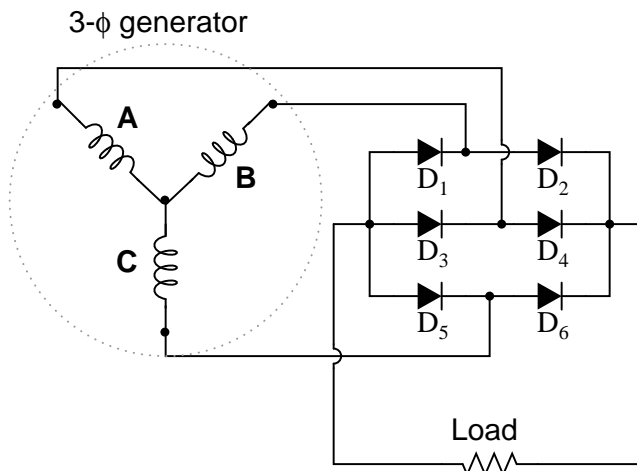 3-ϕ generator
A
B
C
D₁
D₂
D₃
D₄
D₅
D₆
Load